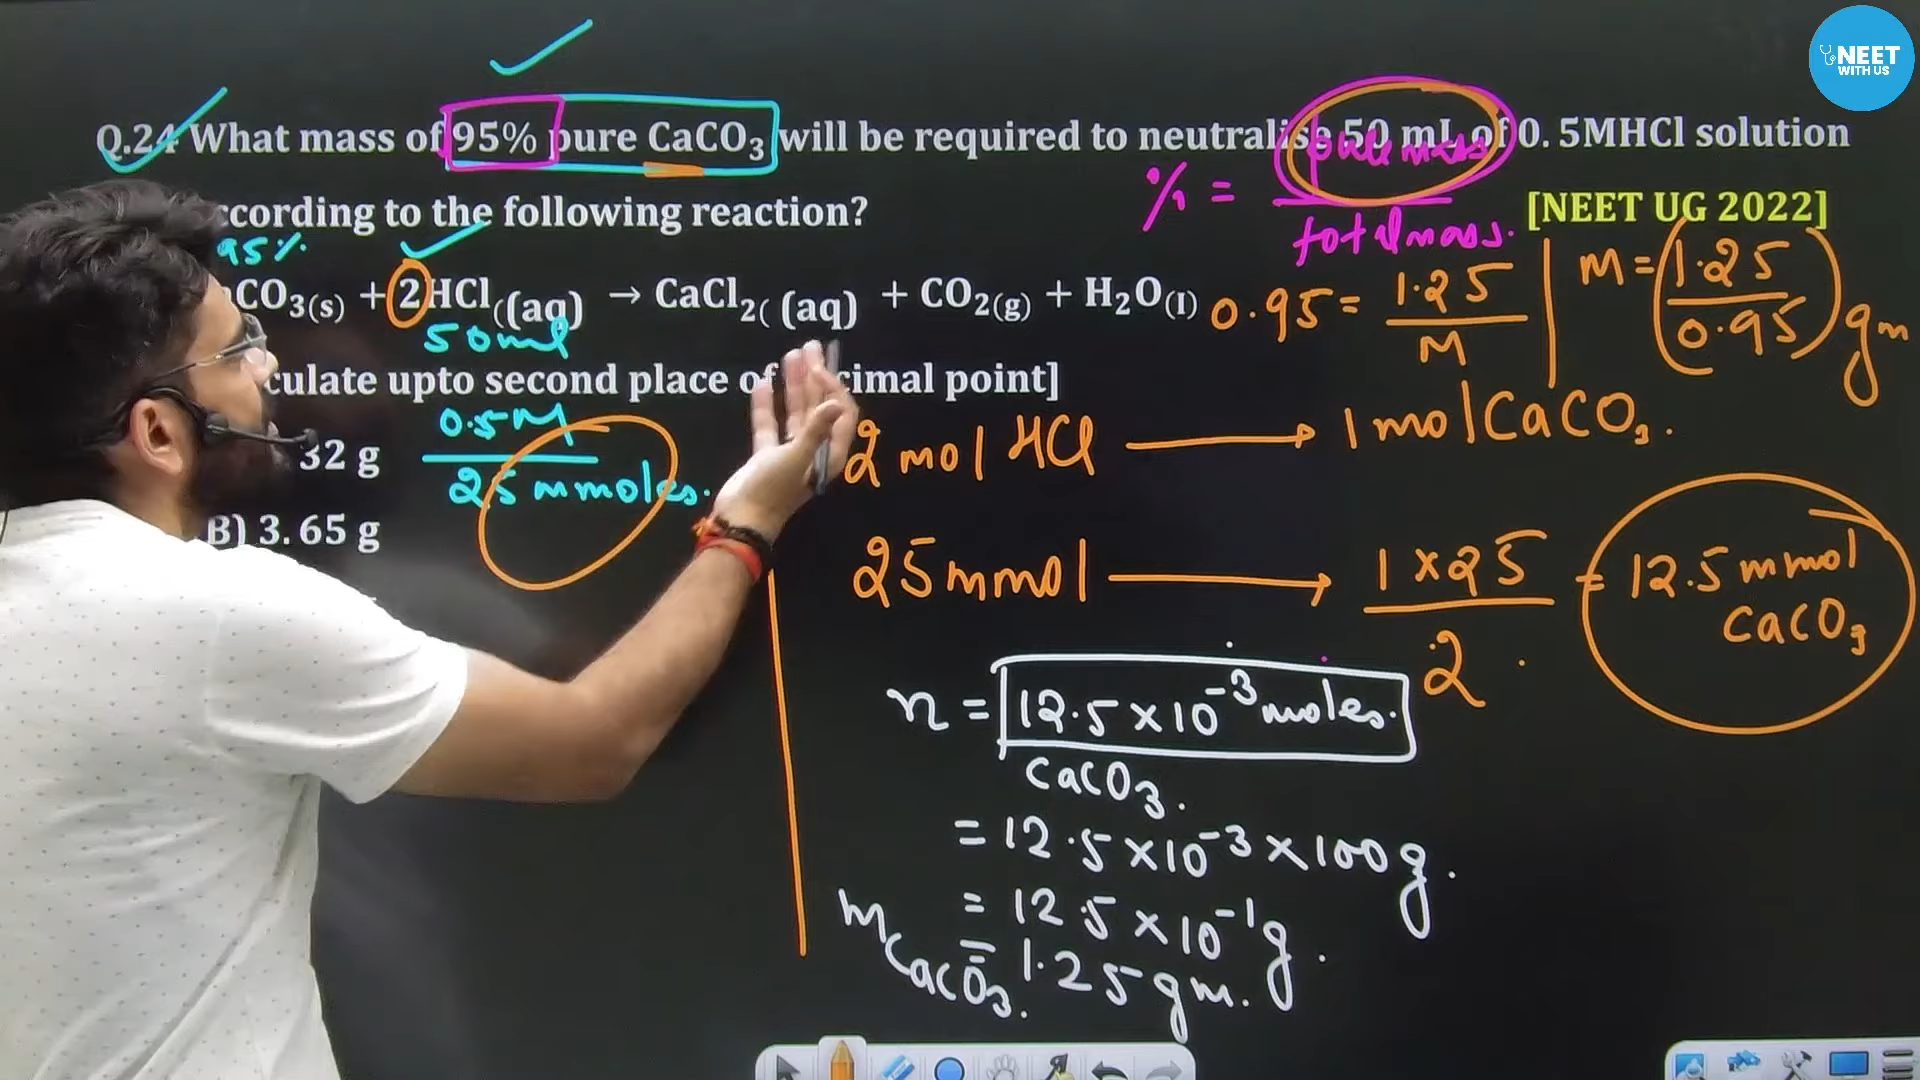 NEET
WITH US
Q.24 What mass of 95% pure CaCO₃ will be required to neutralise 50 mL of 0. 5MHCl solution
ccording to the following reaction?
[NEET UG 2022]
% = pure mass
total mass.
95%
CO₃(s) + 2HCl((aq) → CaCl₂( (aq) + CO₂(g) + H₂O(l)
50ml
0.5M
25 mmoles.
0.95 = 1.25
M
M = (1.25
0.95) gm
culate upto second place of cimal point]
32 g
B) 3. 65 g
2 mol HCl → 1 mol CaCO₃.
25 mmol → 1 × 25
2
= 12.5 mmol
CaCO₃
n = 12.5 × 10⁻³ moles.
CaCO₃.
= 12.5 × 10⁻³ × 100 g.
= 12.5 × 10⁻¹ g.
m CaCO₃. = 1.25 gm.